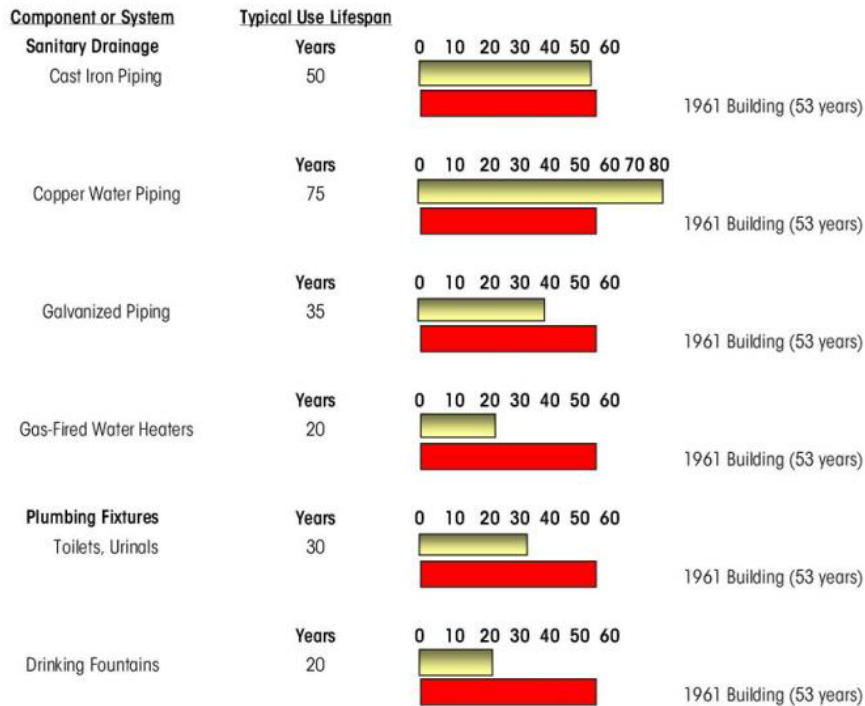 Component or System Typical Use Lifespan
Sanitary Drainage Years 0 10 20 30 40 50 60
Cast Iron Piping 50
1961 Building (53 years)
Years 0 10 20 30 40 50 60 70 80
Copper Water Piping 75
1961 Building (53 years)
Years 0 10 20 30 40 50 60
Galvanized Piping 35
1961 Building (53 years)
Years 0 10 20 30 40 50 60
Gas-Fired Water Heaters 20
1961 Building (53 years)
Plumbing Fixtures Years 0 10 20 30 40 50 60
Toilets, Urinals 30
1961 Building (53 years)
Years 0 10 20 30 40 50 60
Drinking Fountains 20
1961 Building (53 years)